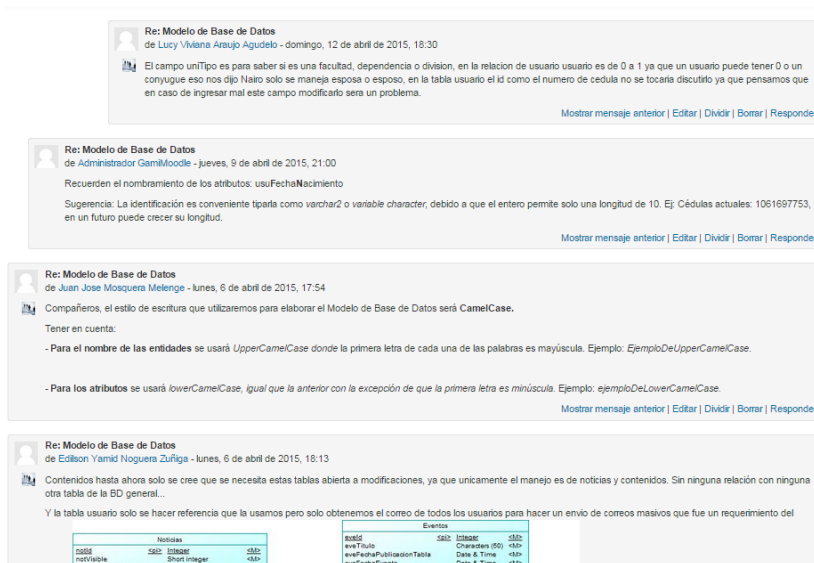 Re: Modelo de Base de Datos
de Lucy Viviana Araujo Agudelo - domingo, 12 de abril de 2015, 18:30
El campo uniTipo es para saber si es una facultad, dependencia o division, en la relacion de usuario usuario es de 0 a 1 ya que un usuario puede tener 0 o un
conyugue eso nos dijo Nairo solo se maneja esposa o esposo, en la tabla usuario el id como el numero de cedula no se tocaria discutirlo ya que pensamos que
en caso de ingresar mal este campo modificarlo sera un problema.
Mostrar mensaje anterior | Editar | Dividir | Borrar | Responde
Re: Modelo de Base de Datos
de Administrador GamiMoodle - jueves, 9 de abril de 2015, 21:00
Recuerden el nombramiento de los atributos: usuFechaNacimiento
Sugerencia: La identificación es conveniente tiparla como varchar2 o variable character, debido a que el entero permite solo una longitud de 10. Ej: Cédulas actuales: 1061697753,
en un futuro puede crecer su longitud.
Mostrar mensaje anterior | Editar | Dividir | Borrar | Responde
Re: Modelo de Base de Datos
de Juan Jose Mosquera Melenge - lunes, 6 de abril de 2015, 17:54
Compañeros, el estilo de escritura que utilizaremos para elaborar el Modelo de Base de Datos será CamelCase.
Tener en cuenta:
- Para el nombre de las entidades se usará UpperCamelCase donde la primera letra de cada una de las palabras es mayúscula. Ejemplo: EjemploDeUpperCamelCase.
- Para los atributos se usará lowerCamelCase, igual que la anterior con la excepción de que la primera letra es minúscula. Ejemplo: ejemploDeLowerCamelCase.
Mostrar mensaje anterior | Editar | Dividir | Borrar | Responde
Re: Modelo de Base de Datos
de Edilson Yamid Noguera Zuñiga - lunes, 6 de abril de 2015, 18:13
Contenidos hasta ahora solo se cree que se necesita estas tablas abierta a modificaciones, ya que unicamente el manejo es de noticias y contenidos. Sin ninguna relación con ninguna
otra tabla de la BD general...
Y la tabla usuario solo se hacer referencia que la usamos pero solo obtenemos el correo de todos los usuarios para hacer un envio de correos masivos que fue un requerimiento del
Noticias
notId <pi> Integer <M>
notVisible Short integer <M>
Eventos
eveId <pi> Integer <M>
eveTitulo Characters (50) <M>
eveFechaPublicacionTabla Date & Time <M>
eveFechaEvento Date & Time <M>